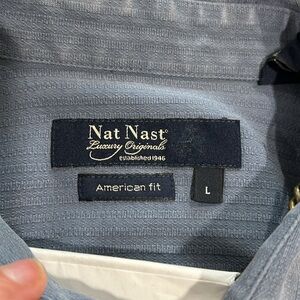 Nat Nast®
Luxury Originals
established 1946
American fit
L